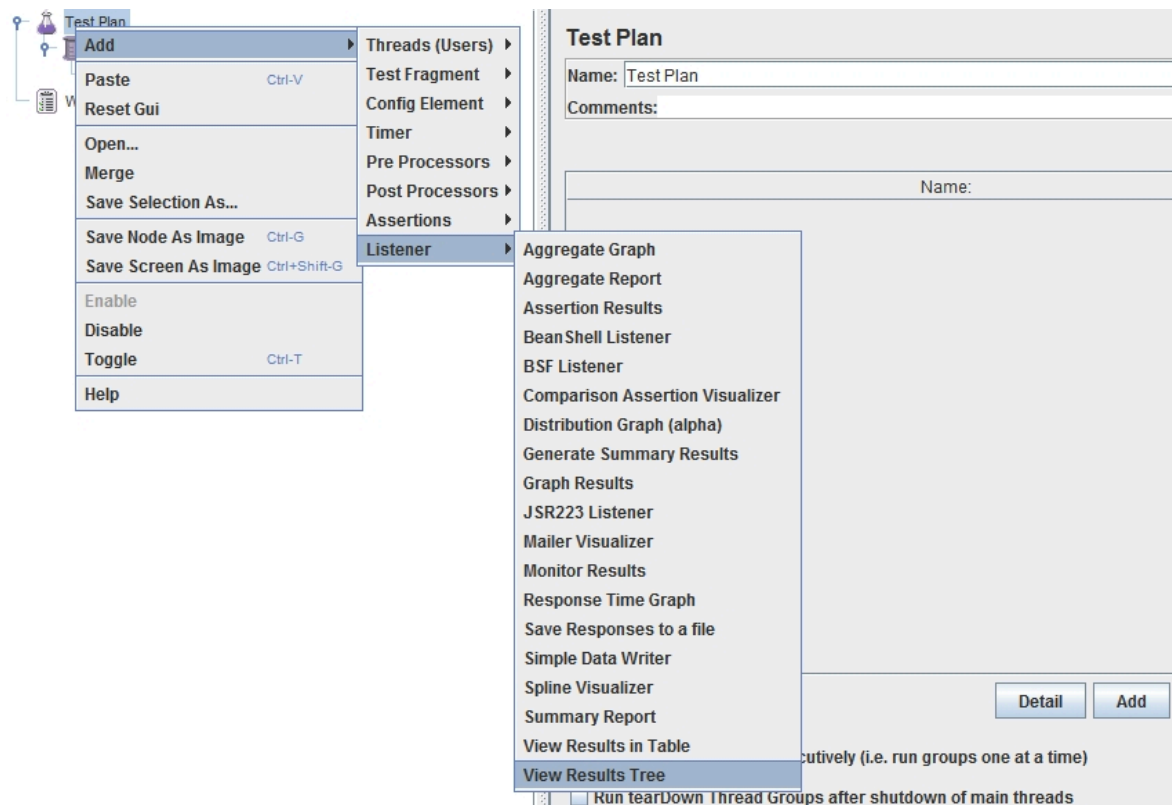 Test Plan
W
Add
Paste Ctrl-V
Reset Gui
Open...
Merge
Save Selection As...
Save Node As Image Ctrl-G
Save Screen As Image Ctrl+Shift-G
Enable
Disable
Toggle Ctrl-T
Help
Threads (Users)
Test Fragment
Config Element
Timer
Pre Processors
Post Processors
Assertions
Listener
Aggregate Graph
Aggregate Report
Assertion Results
BeanShell Listener
BSF Listener
Comparison Assertion Visualizer
Distribution Graph (alpha)
Generate Summary Results
Graph Results
JSR223 Listener
Mailer Visualizer
Monitor Results
Response Time Graph
Save Responses to a file
Simple Data Writer
Spline Visualizer
Summary Report
View Results in Table
View Results Tree
Test Plan
Name: Test Plan
Comments:
Name:
Detail Add
cutively (i.e. run groups one at a time)
Run tearDown Thread Groups after shutdown of main threads